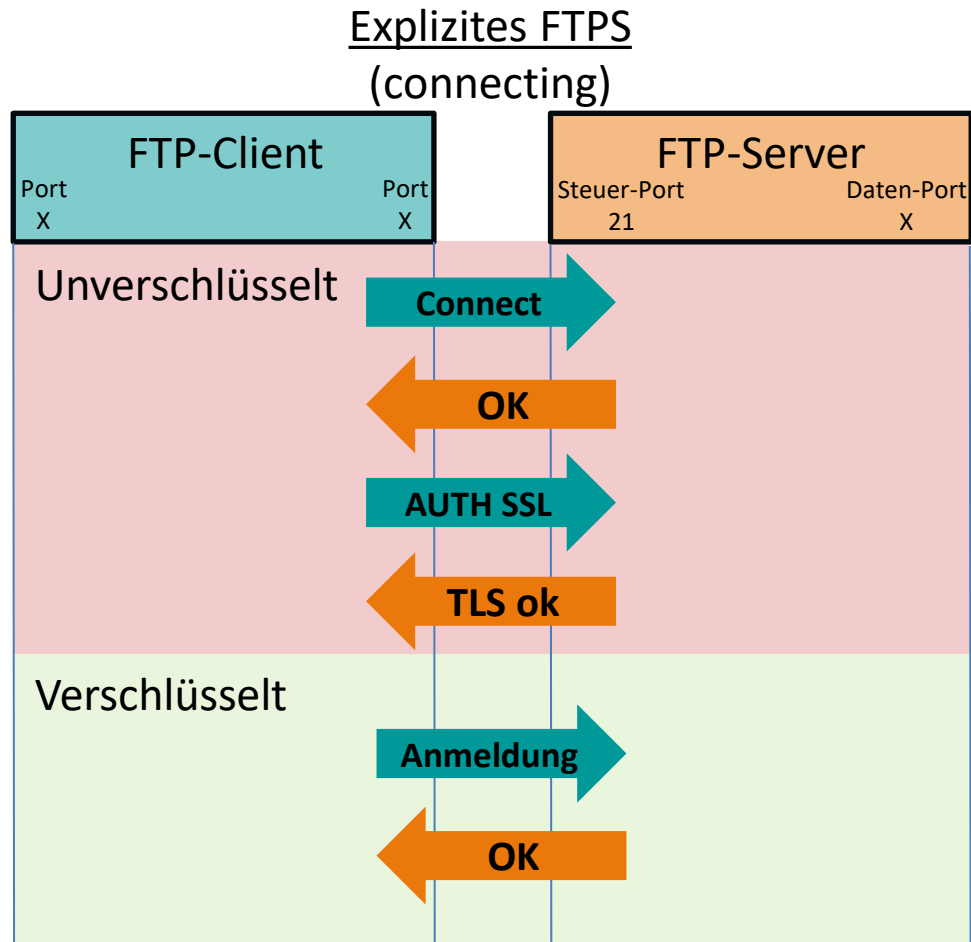 Explizites FTPS
(connecting)
FTP-Client
Port
X
Port
X
FTP-Server
Steuer-Port
21
Daten-Port
X
Unverschlüsselt
Connect
OK
AUTH SSL
TLS ok
Verschlüsselt
Anmeldung
OK